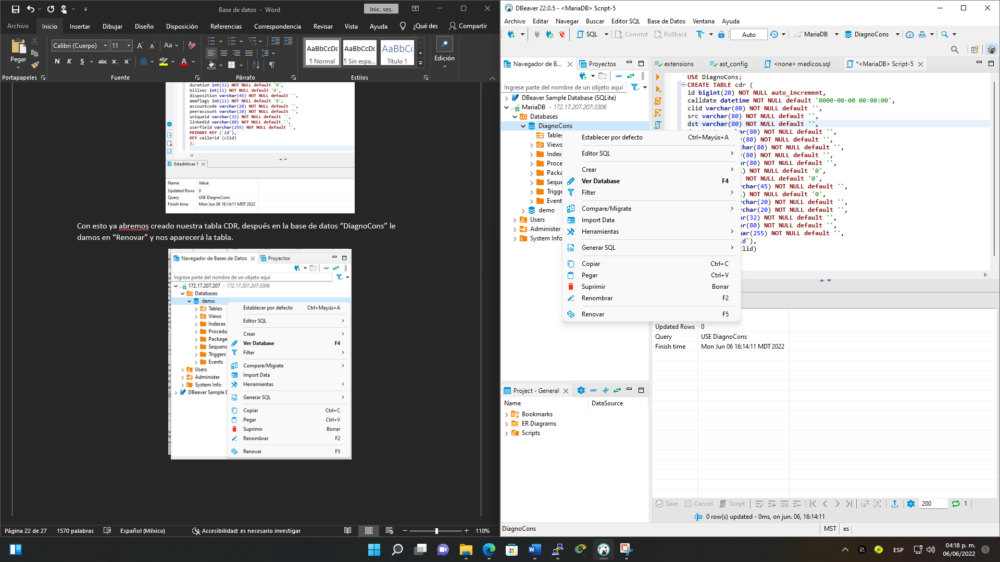 Base de datos - Word
Inic. ses.
Archivo Inicio Insertar Dibujar Diseño Disposición Referencias Correspondencia Revisar Vista Ayuda ¿Qué des Compartir
Pegar
Calibri (Cuerpo) 11
N K S abc x₂ x²
AaBbCcDc AaBbCcDc AaBbCc
¶ Normal ¶ Sin espa... Título 1
Edición
Portapapeles Fuente Párrafo Estilos
duration int(11) NOT NULL default '0',
billsec int(11) NOT NULL default '0',
disposition varchar(45) NOT NULL default '',
amaflags int(11) NOT NULL default '0',
accountcode varchar(20) NOT NULL default '',
peeraccount varchar(20) NOT NULL default '',
uniqueid varchar(32) NOT NULL default '',
linkedid varchar(80) NOT NULL default '',
userfield varchar(255) NOT NULL default '',
PRIMARY KEY (`id`),
KEY callerid (clid)
);
Estadísticas 1
Name Value
Updated Rows 0
Query USE DiagnoCons
Finish time Mon Jun 06 16:14:11 MDT 2022
Con esto ya abremos creado nuestra tabla CDR, después en la base de datos “DiagnoCons” le
damos en “Renovar” y nos aparecerá la tabla.
Navegador de Bases de Datos Proyectos
Ingrese parte del nombre de un objeto aquí
172.17.207.207 - 172.17.207.207:3306
Databases
demo
Tables
Views
Indexes
Procedu
Package
Sequenc
Triggers
Events
Users
Administer
System Info
DBeaver Sample D
Establecer por defecto Ctrl+Mayús+A
Editor SQL
Crear
Ver Database F4
Filter
Compare/Migrate
Import Data
Herramientas
Generar SQL
Copiar Ctrl+C
Pegar Ctrl+V
Suprimir Borrar
Renombrar F2
Renovar F5
Página 22 de 27 1570 palabras Español (México) Accesibilidad: es necesario investigar 110%
DBeaver 22.0.5 - <MariaDB> Script-5
Archivo Editar Navegar Buscar Editor SQL Base de Datos Ventana Ayuda
SQL Commit Rollback Auto MariaDB DiagnoCons
Navegador de B... Proyectos
Ingrese parte del nombre de un objeto aquí
DBeaver Sample Database (SQLite)
MariaDB - 172.17.207.207:3306
Databases
DiagnoCons
Tables
Views
Index
Proce
Packa
Seque
Trigge
Event
demo
Users
Administer
System Info
Establecer por defecto Ctrl+Mayús+A
Editor SQL
Crear
Ver Database F4
Filter
Compare/Migrate
Import Data
Herramientas
Generar SQL
Copiar Ctrl+C
Pegar Ctrl+V
Suprimir Borrar
Renombrar F2
Renovar F5
extensions ast_config <none> medicos.sql *<MariaDB> Script-5
USE DiagnoCons;
CREATE TABLE cdr (
id bigint(20) NOT NULL auto_increment,
calldate datetime NOT NULL default '0000-00-00 00:00:00',
clid varchar(80) NOT NULL default '',
src varchar(80) NOT NULL default '',
dst varchar(80) NOT NULL default '',
(80) NOT NULL default '',
r(80) NOT NULL default '',
har(80) NOT NULL default '',
r(80) NOT NULL default '',
ar(80) NOT NULL default '',
) NOT NULL default '0',
NOT NULL default '0',
rchar(45) NOT NULL default '',
) NOT NULL default '0',
rchar(20) NOT NULL default '',
rchar(20) NOT NULL default '',
ar(32) NOT NULL default '',
ar(80) NOT NULL default '',
ar(255) NOT NULL default '',
id`),
clid)
Updated Rows 0
Query USE DiagnoCons
Finish time Mon Jun 06 16:14:11 MDT 2022
Project - General
Name DataSource
Bookmarks
ER Diagrams
Scripts
Save Cancel Script 200 1
0 row(s) updated - 0ms, on jun. 06, 16:14:11
DiagnoCons MST es
ESP 04:18 p. m.
06/06/2022 1